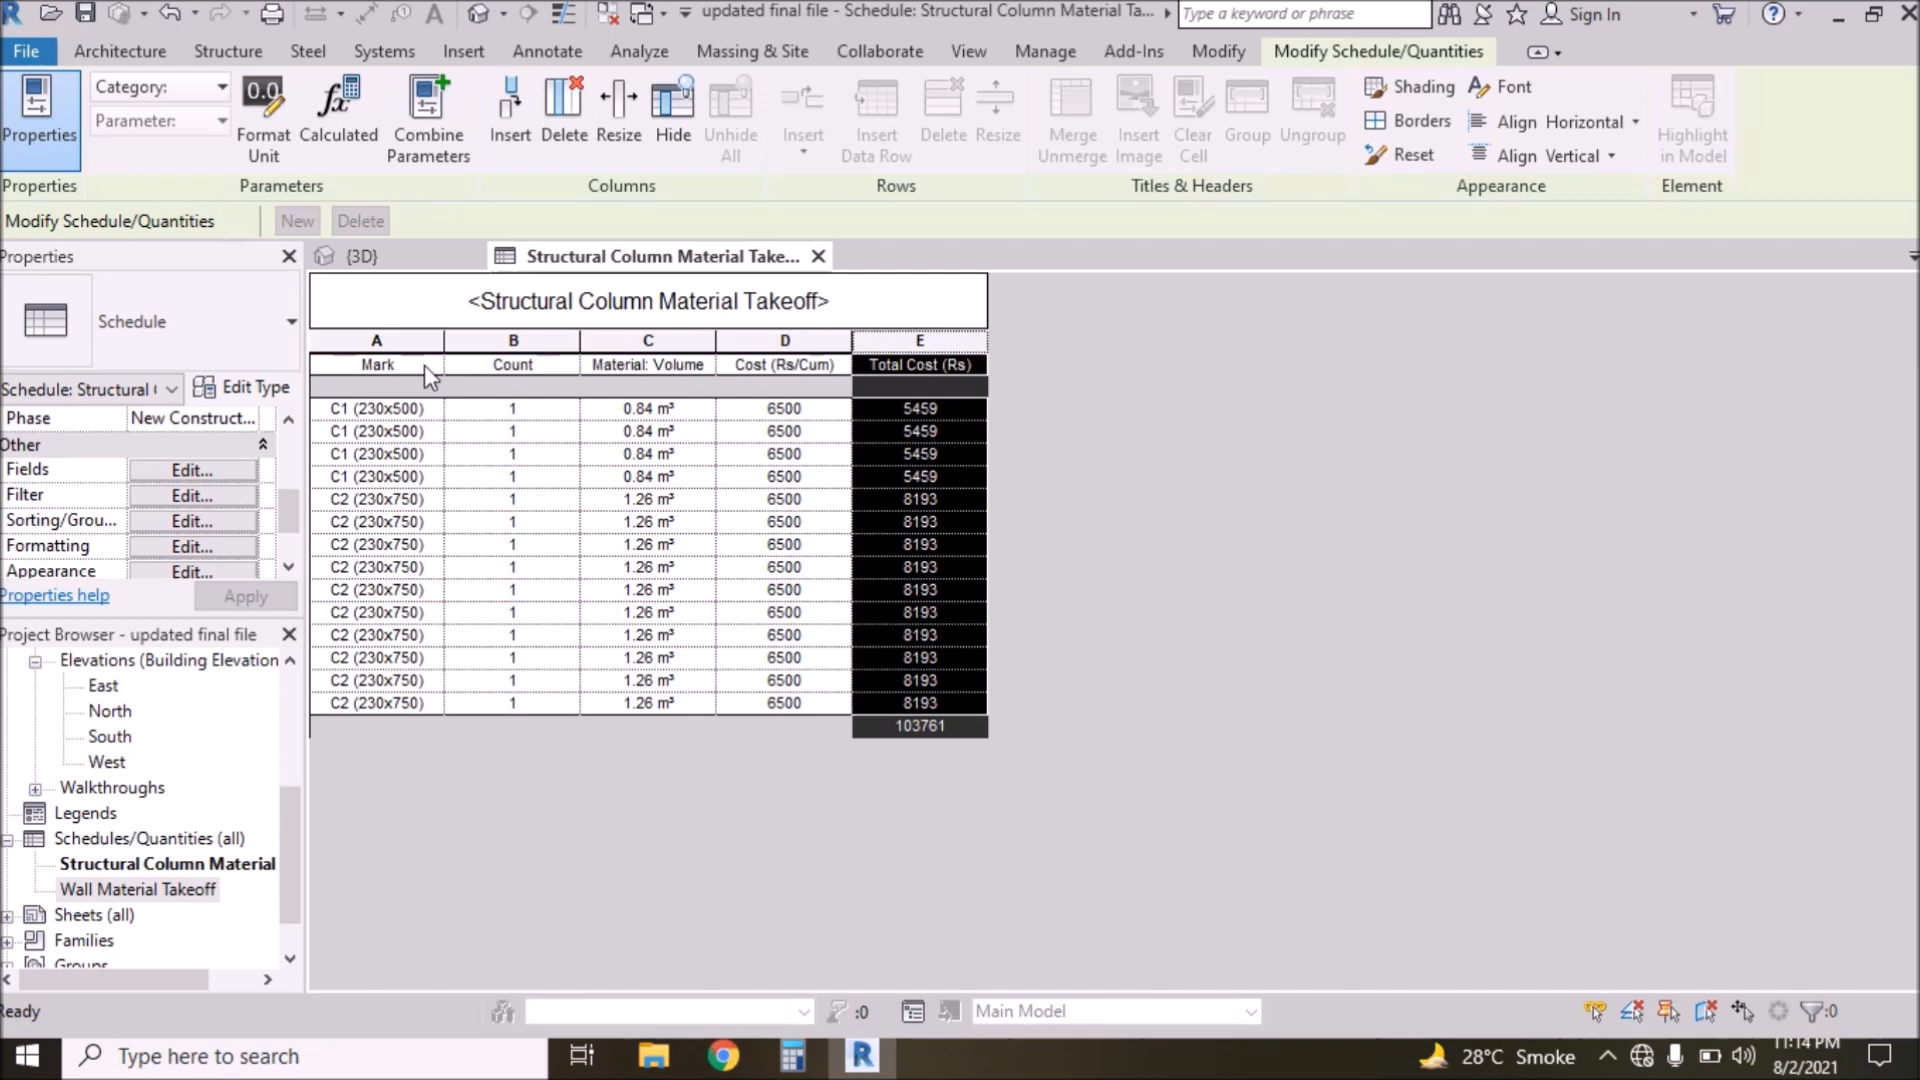 updated final file - Schedule: Structural Column Material Ta...
Type a keyword or phrase
Sign In
File Architecture Structure Steel Systems Insert Annotate Analyze Massing & Site Collaborate View Manage Add-Ins Modify Modify Schedule/Quantities
Properties
Category:
Parameter:
0.0
Format
Unit
fx
Calculated
Combine
Parameters
Insert
Delete
Resize
Hide
Unhide
All
Insert
Insert
Data Row
Delete
Resize
Merge
Unmerge
Insert
Image
Clear
Cell
Group
Ungroup
Shading
Font
Borders
Align Horizontal
Reset
Align Vertical
Highlight
in Model
Properties Parameters Columns Rows Titles & Headers Appearance Element
Modify Schedule/Quantities New Delete
Properties
{3D}
Structural Column Material Take...
Schedule
Schedule: Structural
Edit Type
Phase New Construct...
Other
Fields Edit...
Filter Edit...
Sorting/Grou... Edit...
Formatting Edit...
Appearance Edit...
Properties help
Apply
<Structural Column Material Takeoff>
A B C D E
Mark Count Material: Volume Cost (Rs/Cum) Total Cost (Rs)
C1 (230x500) 1 0.84 m³ 6500 5459
C1 (230x500) 1 0.84 m³ 6500 5459
C1 (230x500) 1 0.84 m³ 6500 5459
C1 (230x500) 1 0.84 m³ 6500 5459
C2 (230x750) 1 1.26 m³ 6500 8193
C2 (230x750) 1 1.26 m³ 6500 8193
C2 (230x750) 1 1.26 m³ 6500 8193
C2 (230x750) 1 1.26 m³ 6500 8193
C2 (230x750) 1 1.26 m³ 6500 8193
C2 (230x750) 1 1.26 m³ 6500 8193
C2 (230x750) 1 1.26 m³ 6500 8193
C2 (230x750) 1 1.26 m³ 6500 8193
C2 (230x750) 1 1.26 m³ 6500 8193
C2 (230x750) 1 1.26 m³ 6500 8193
103761
Project Browser - updated final file
Elevations (Building Elevation
East
North
South
West
Walkthroughs
Legends
Schedules/Quantities (all)
Structural Column Material
Wall Material Takeoff
Sheets (all)
Families
Groups
Ready
:0
Main Model
:0
Type here to search
28°C Smoke
11:14 PM
8/2/2021